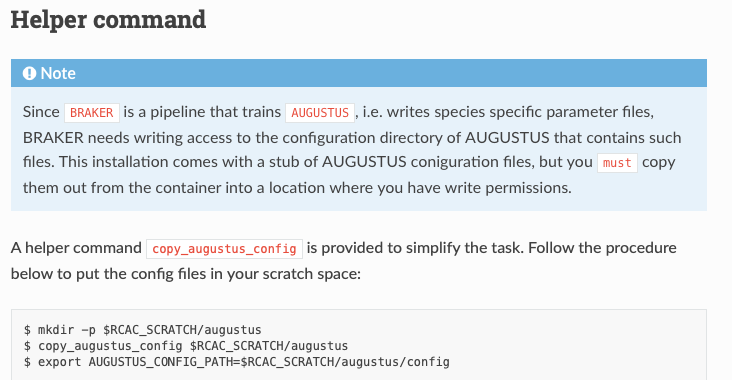 Helper command
Note
Since BRAKER is a pipeline that trains AUGUSTUS, i.e. writes species specific parameter files,
BRAKER needs writing access to the configuration directory of AUGUSTUS that contains such
files. This installation comes with a stub of AUGUSTUS coniguration files, but you must copy
them out from the container into a location where you have write permissions.
A helper command copy_augustus_config is provided to simplify the task. Follow the procedure
below to put the config files in your scratch space:
$ mkdir -p $RCAC_SCRATCH/augustus
$ copy_augustus_config $RCAC_SCRATCH/augustus
$ export AUGUSTUS_CONFIG_PATH=$RCAC_SCRATCH/augustus/config